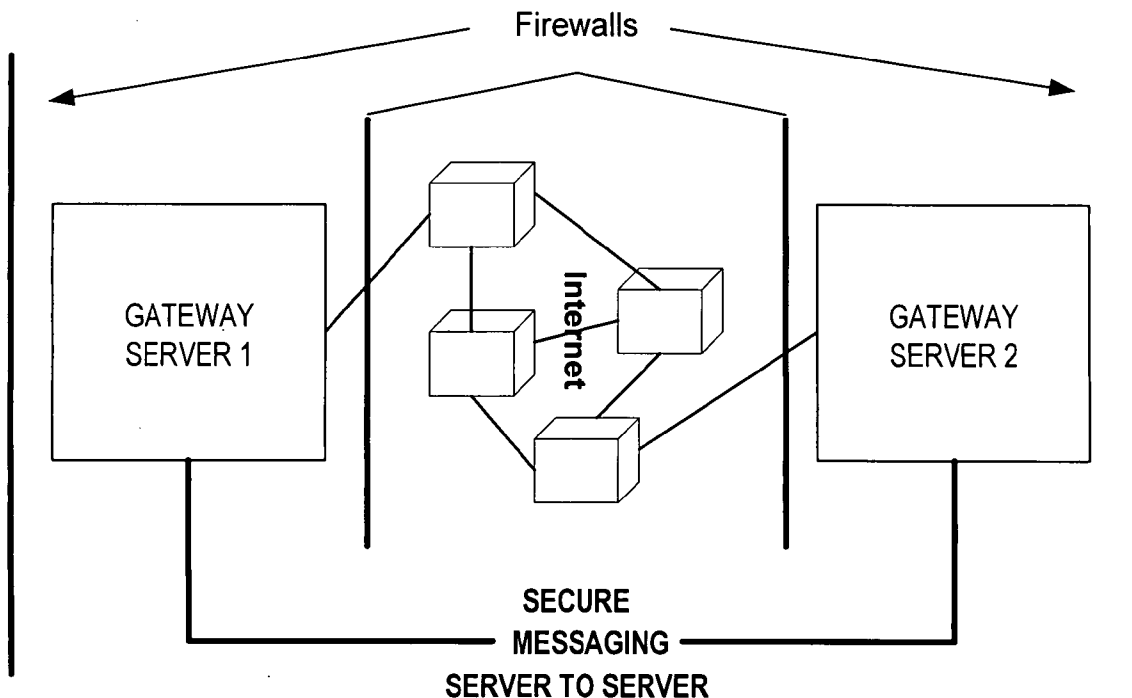 Firewalls
GATEWAY
SERVER 1
Internet
GATEWAY
SERVER 2
SECURE
MESSAGING
SERVER TO SERVER